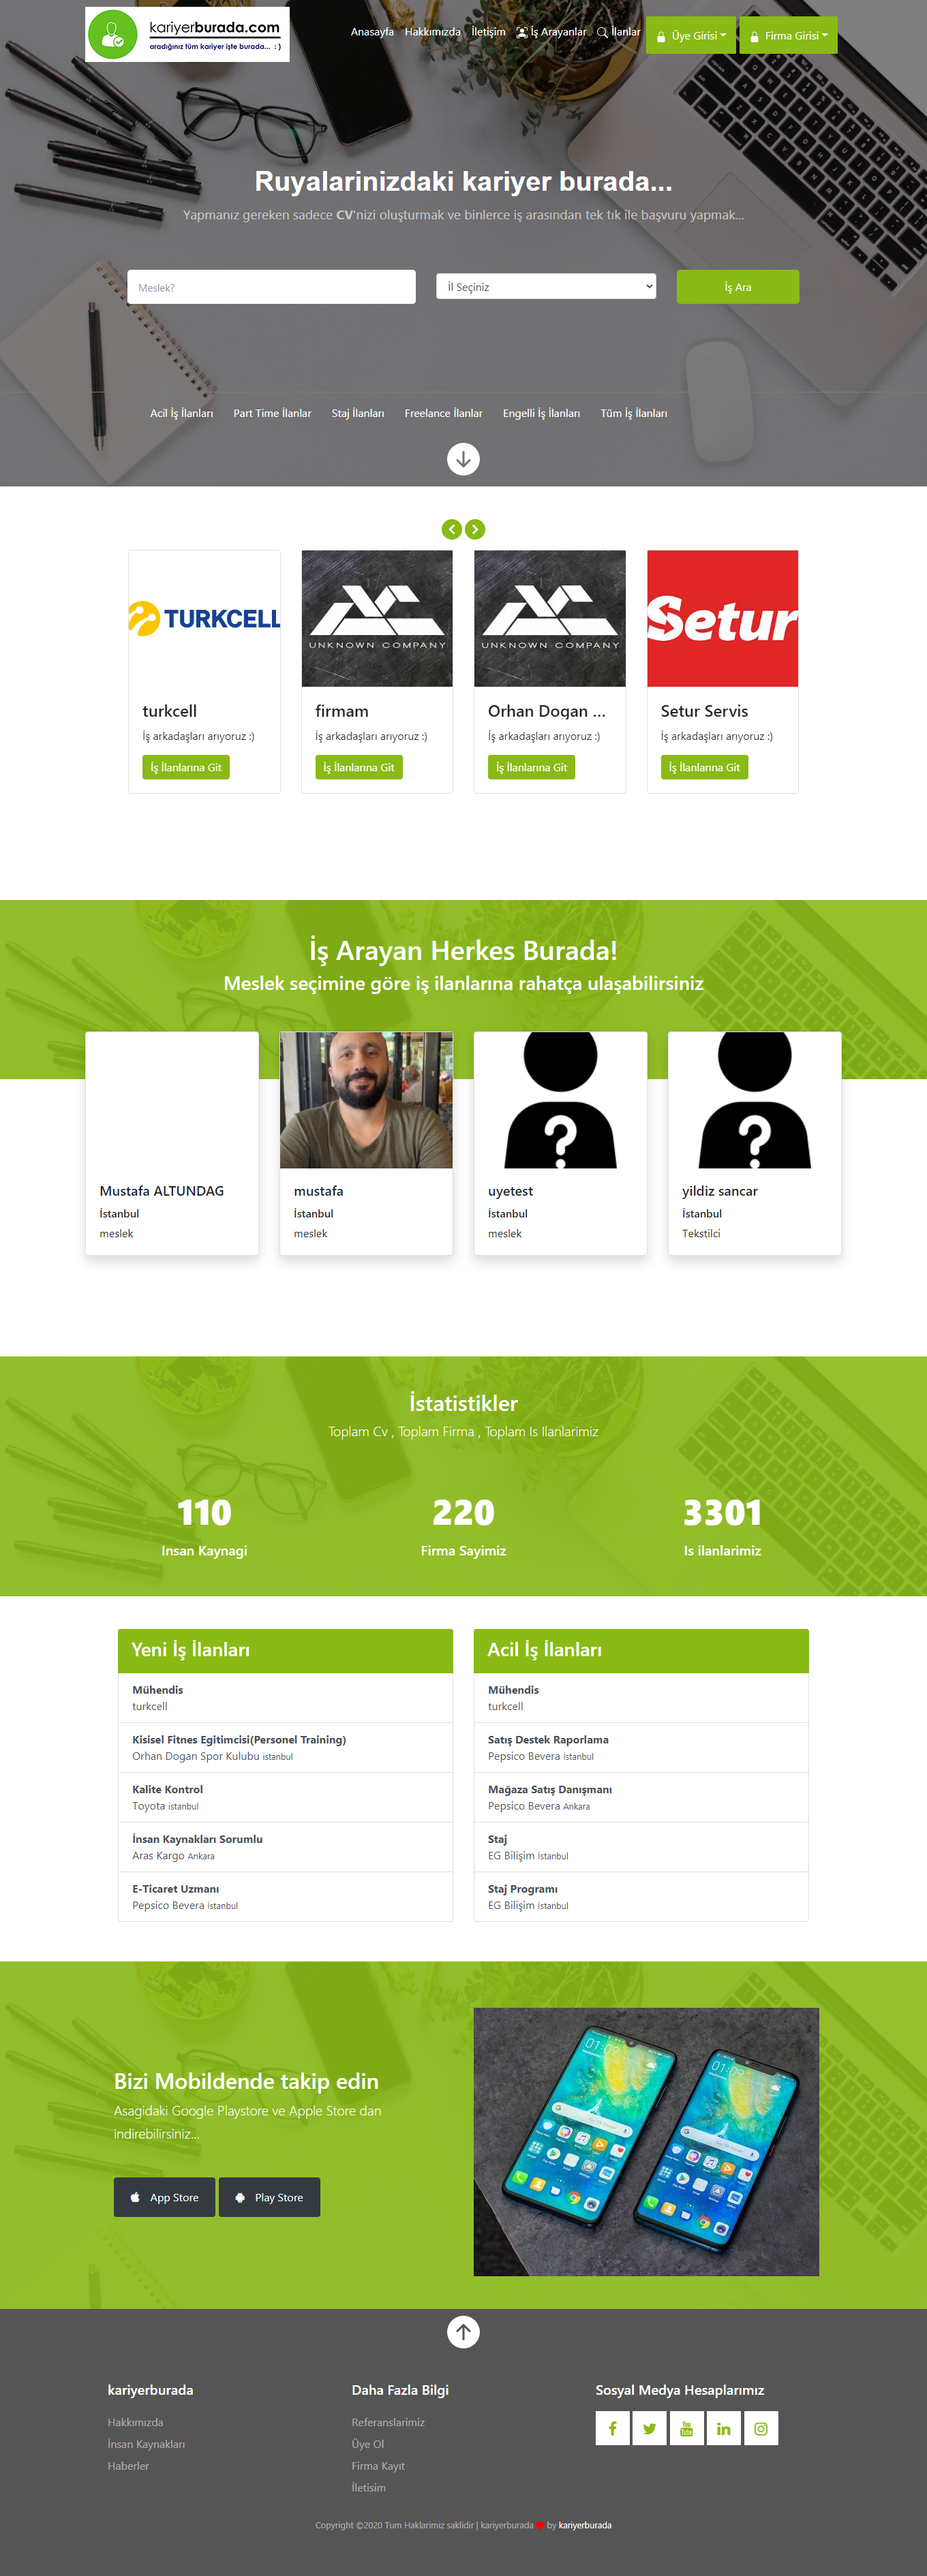 kariyerburada.com
aradığınız tüm kariyer işte burada... : )
Anasayfa Hakkımızda İletişim İş Arayanlar İlanlar Üye Girisi Firma Girisi
Ruyalarinizdaki kariyer burada...
Yapmanız gereken sadece CV'nizi oluşturmak ve binlerce iş arasından tek tık ile başvuru yapmak...
Meslek? İl Seçiniz İş Ara
Acil İş İlanları Part Time İlanlar Staj İlanları Freelance İlanlar Engelli İş İlanları Tüm İş İlanları
TURKCELL UNKNOWN COMPANY UNKNOWN COMPANY Setur
turkcell firmam Orhan Dogan ... Setur Servis
İş arkadaşları arıyoruz :) İş arkadaşları arıyoruz :) İş arkadaşları arıyoruz :) İş arkadaşları arıyoruz :)
İş İlanlarına Git İş İlanlarına Git İş İlanlarına Git İş İlanlarına Git
İş Arayan Herkes Burada!
Meslek seçimine göre iş ilanlarına rahatça ulaşabilirsiniz
Mustafa ALTUNDAG mustafa uyetest yildiz sancar
İstanbul İstanbul İstanbul İstanbul
meslek meslek meslek Tekstilci
İstatistikler
Toplam Cv , Toplam Firma , Toplam Is Ilanlarimiz
110 220 3301
Insan Kaynagi Firma Sayimiz Is ilanlarimiz
Yeni İş İlanları
Mühendis
turkcell
Kisisel Fitnes Egitimcisi(Personel Training)
Orhan Dogan Spor Kulubu istanbul
Kalite Kontrol
Toyota istanbul
İnsan Kaynakları Sorumlu
Aras Kargo Ankara
E-Ticaret Uzmanı
Pepsico Bevera istanbul
Acil İş İlanları
Mühendis
turkcell
Satış Destek Raporlama
Pepsico Bevera istanbul
Mağaza Satış Danışmanı
Pepsico Bevera Ankara
Staj
EG Bilişim istanbul
Staj Programı
EG Bilişim istanbul
Bizi Mobildende takip edin
Asagidaki Google Playstore ve Apple Store dan
indirebilirsiniz...
App Store Play Store
01:09 01:09
kariyerburada
Hakkımızda
İnsan Kaynakları
Haberler
Daha Fazla Bilgi
Referanslarimiz
Üye Ol
Firma Kayıt
İletisim
Sosyal Medya Hesaplarımız
Copyright ©2020 Tum Haklarimiz saklidir | kariyerburada by kariyerburada